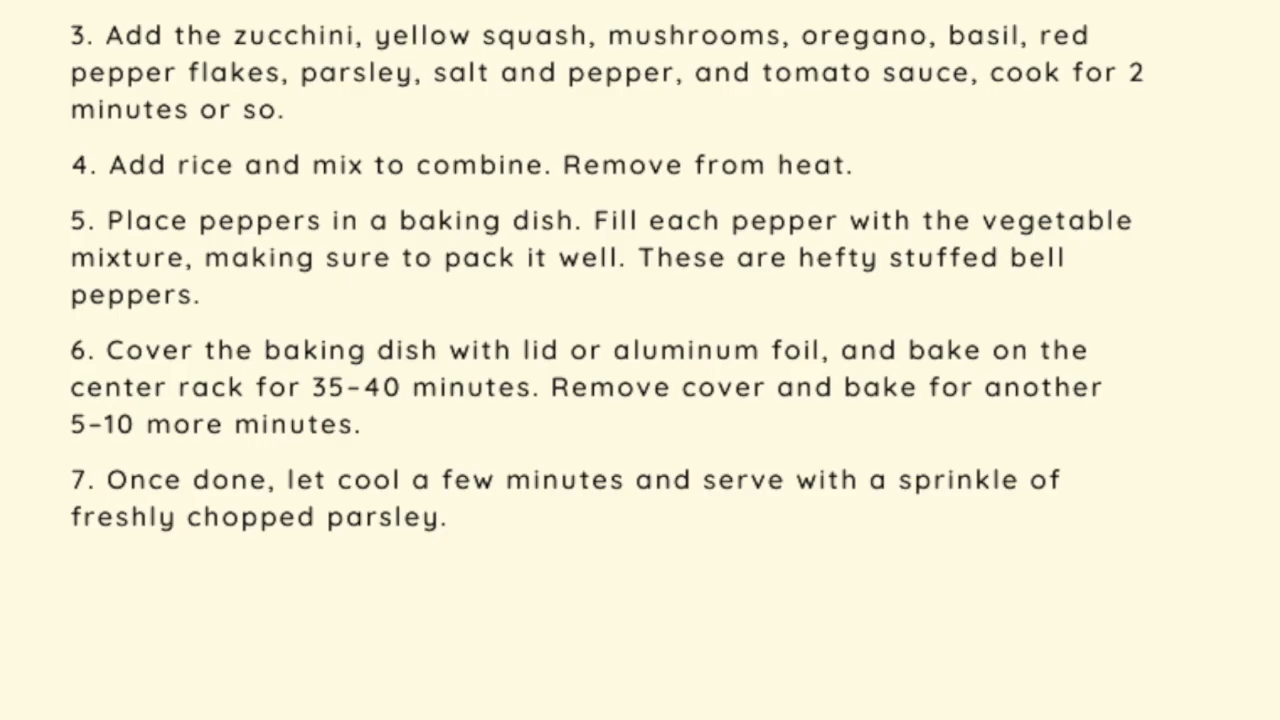 3. Add the zucchini, yellow squash, mushrooms, oregano, basil, red
pepper flakes, parsley, salt and pepper, and tomato sauce, cook for 2
minutes or so.
4. Add rice and mix to combine. Remove from heat.
5. Place peppers in a baking dish. Fill each pepper with the vegetable
mixture, making sure to pack it well. These are hefty stuffed bell
peppers.
6. Cover the baking dish with lid or aluminum foil, and bake on the
center rack for 35-40 minutes. Remove cover and bake for another
5-10 more minutes.
7. Once done, let cool a few minutes and serve with a sprinkle of
freshly chopped parsley.